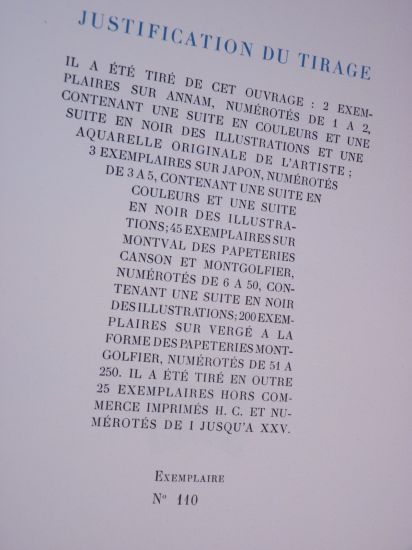 JUSTIFICATION DU TIRAGE
IL A ÉTÉ TIRÉ DE CET OUVRAGE : 2 EXEM-
PLAIRES SUR ANNAM, NUMÉROTÉS DE 1 A 2,
CONTENANT UNE SUITE EN COULEURS ET UNE
SUITE EN NOIR DES ILLUSTRATIONS ET UNE
AQUARELLE ORIGINALE DE L'ARTISTE ;
3 EXEMPLAIRES SUR JAPON, NUMÉROTÉS
DE 3 A 5, CONTENANT UNE SUITE EN
COULEURS ET UNE SUITE
EN NOIR DES ILLUSTRA-
TIONS; 45 EXEMPLAIRES SUR
MONTVAL DES PAPETERIES
CANSON ET MONTGOLFIER,
NUMÉROTÉS DE 6 A 50, CON-
TENANT UNE SUITE EN NOIR
DES ILLUSTRATIONS; 200 EXEM-
PLAIRES SUR VERGÉ A LA
FORME DES PAPETERIES MONT-
GOLFIER, NUMÉROTÉS DE 51 A
250. IL A ÉTÉ TIRÉ EN OUTRE
25 EXEMPLAIRES HORS COM-
MERCE IMPRIMÉS H. C. ET NU-
MÉROTÉS DE I JUSQU'A XXV.
EXEMPLAIRE
Nº 110